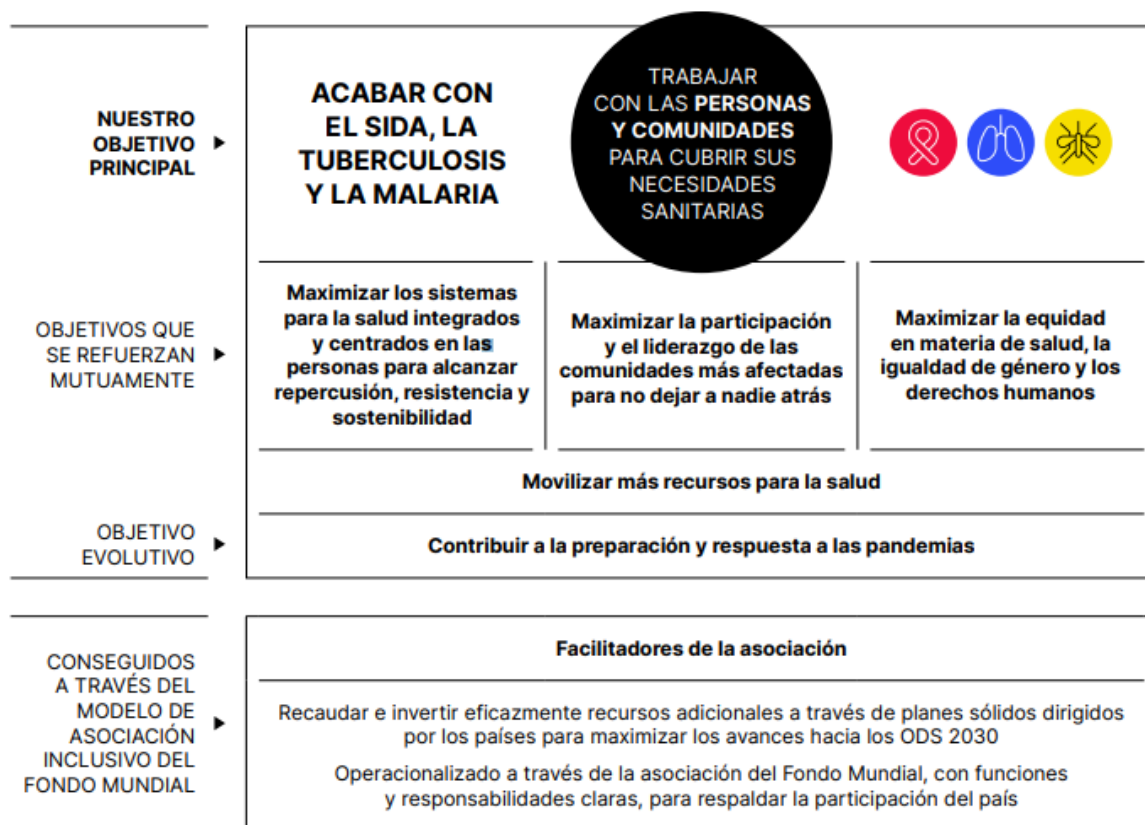 NUESTRO
OBJETIVO
PRINCIPAL
ACABAR CON
EL SIDA, LA
TUBERCULOSIS
Y LA MALARIA
TRABAJAR
CON LAS PERSONAS
Y COMUNIDADES
PARA CUBRIR SUS
NECESIDADES
SANITARIAS
OBJETIVOS QUE
SE REFUERZAN
MUTUAMENTE
Maximizar los sistemas
para la salud integrados
y centrados en las
personas para alcanzar
repercusión, resistencia y
sostenibilidad
Maximizar la participación
y el liderazgo de las
comunidades más afectadas
para no dejar a nadie atrás
Maximizar la equidad
en materia de salud, la
igualdad de género y los
derechos humanos
Movilizar más recursos para la salud
OBJETIVO
EVOLUTIVO
Contribuir a la preparación y respuesta a las pandemias
CONSEGUIDOS
A TRAVÉS DEL
MODELO DE
ASOCIACIÓN
INCLUSIVO DEL
FONDO MUNDIAL
Facilitadores de la asociación
Recaudar e invertir eficazmente recursos adicionales a través de planes sólidos dirigidos
por los países para maximizar los avances hacia los ODS 2030
Operacionalizado a través de la asociación del Fondo Mundial, con funciones
y responsabilidades claras, para respaldar la participación del país